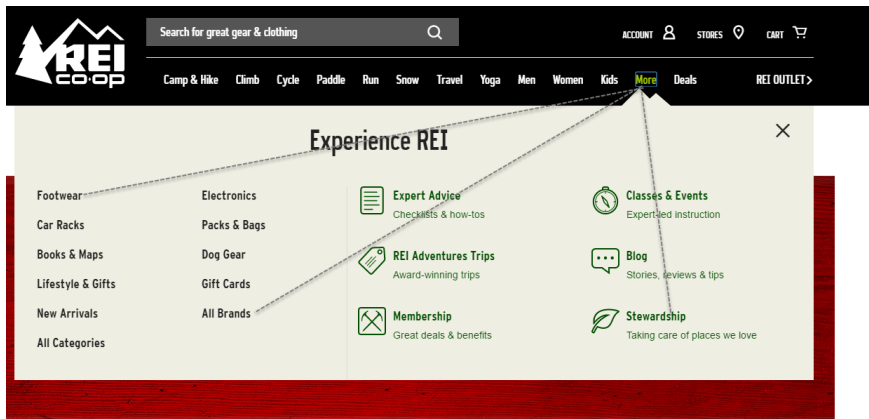 REI
CO·OP
Search for great gear & clothing
ACCOUNT
STORES
CART
Camp & Hike Climb Cycle Paddle Run Snow Travel Yoga Men Women Kids More Deals REI OUTLET >
Experience REI
Footwear
Car Racks
Books & Maps
Lifestyle & Gifts
New Arrivals
All Categories
Electronics
Packs & Bags
Dog Gear
Gift Cards
All Brands
Expert Advice
Checklists & how-tos
REI Adventures Trips
Award-winning trips
Membership
Great deals & benefits
Classes & Events
Expert-led instruction
Blog
Stories, reviews & tips
Stewardship
Taking care of places we love